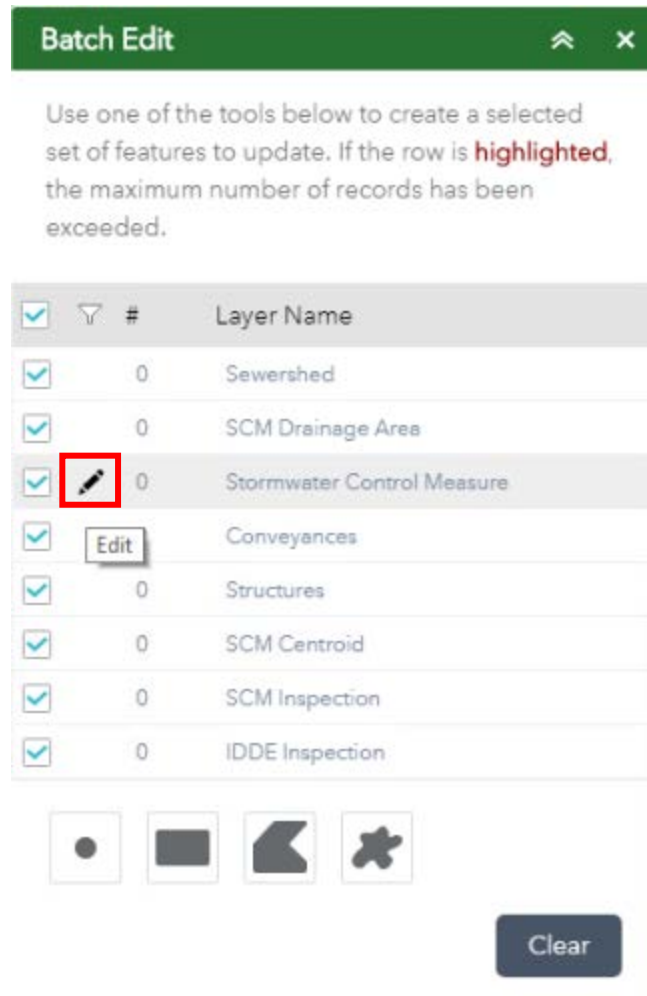 Batch Edit
Use one of the tools below to create a selected
set of features to update. If the row is highlighted,
the maximum number of records has been
exceeded.
# Layer Name
0 Sewershed
0 SCM Drainage Area
0 Stormwater Control Measure
Edit Conveyances
0 Structures
0 SCM Centroid
0 SCM Inspection
0 IDDE Inspection
Clear